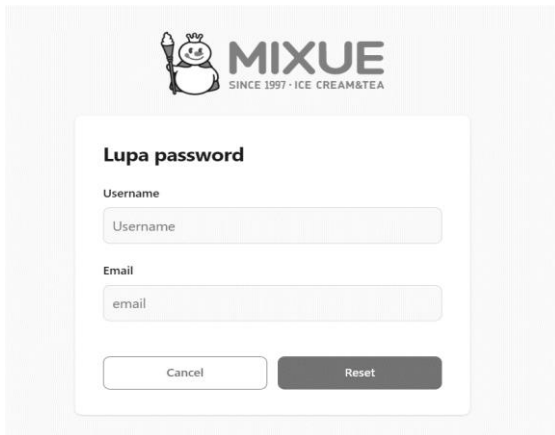 MIXUE
SINCE 1997 · ICE CREAM&TEA
Lupa password
Username
Username
Email
email
Cancel Reset